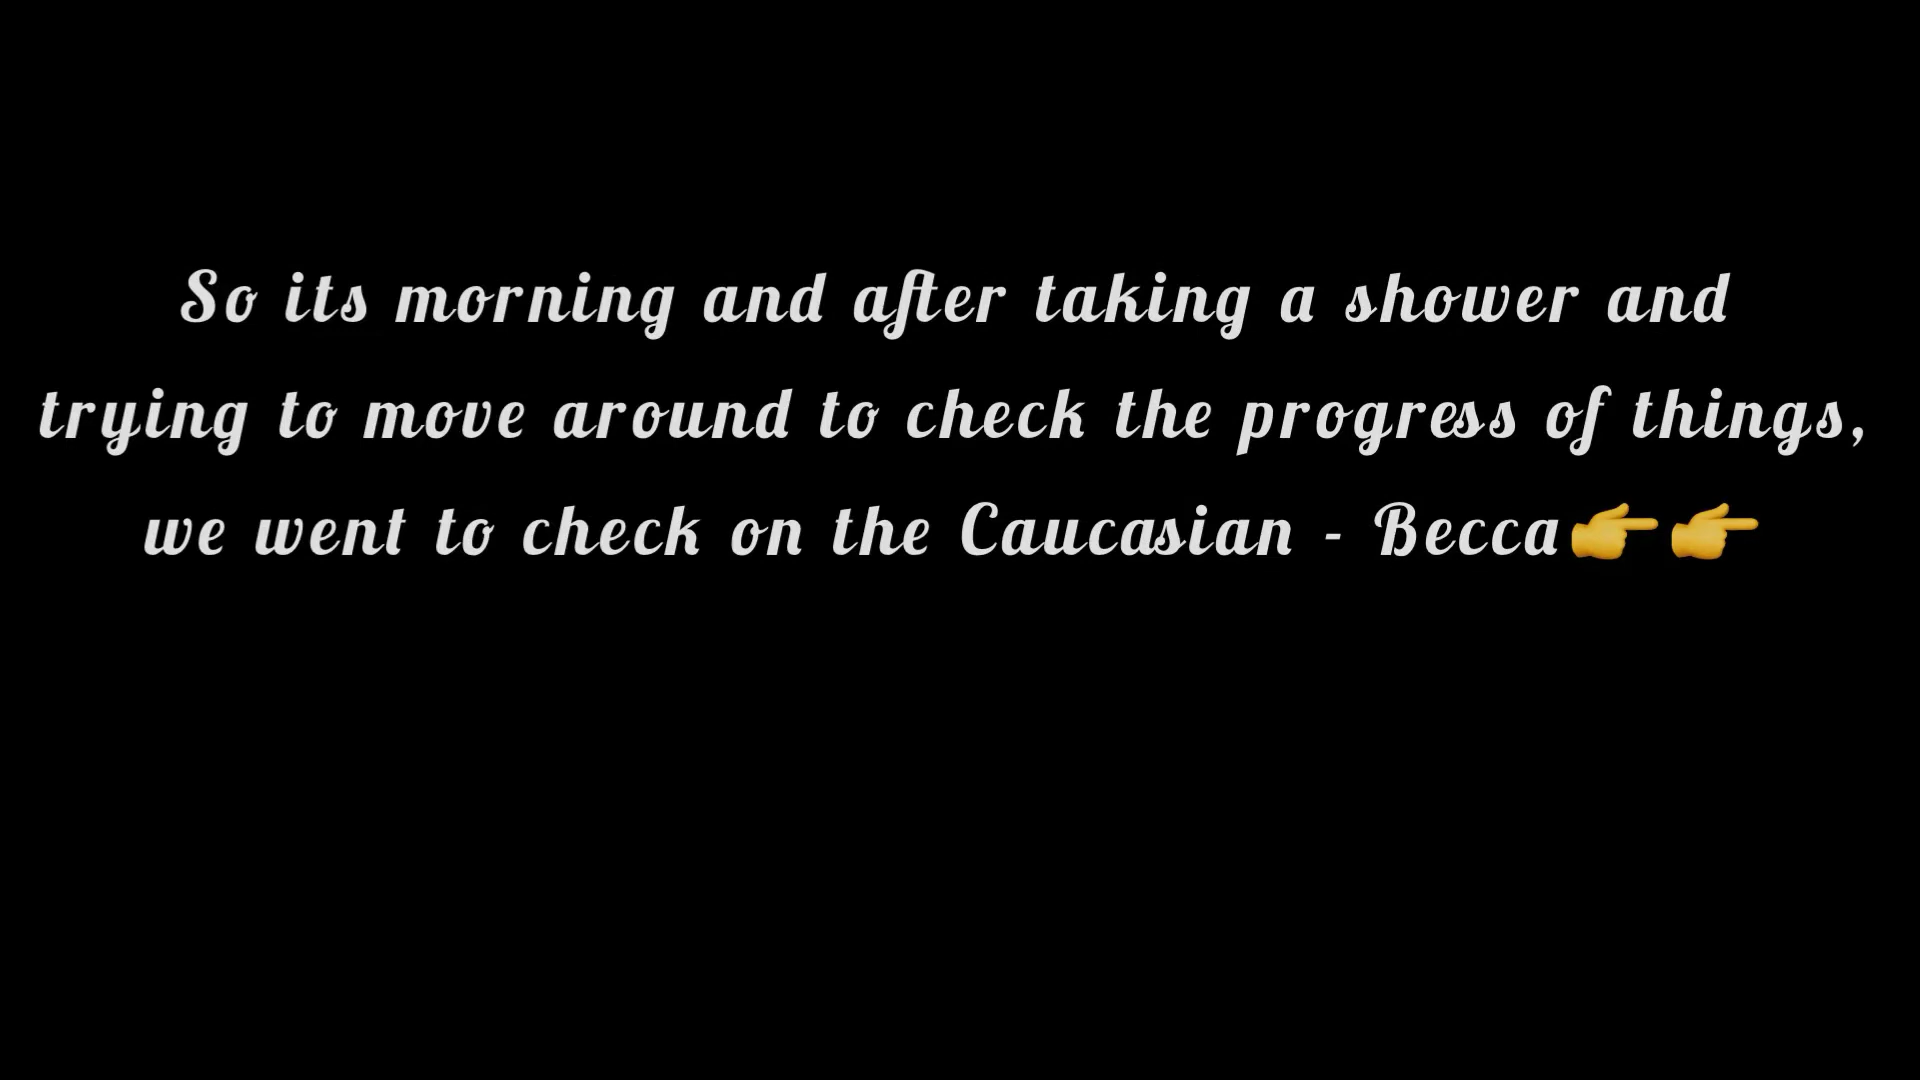 So its morning and after taking a shower and
trying to move around to check the progress of things,
we went to check on the Caucasian - Becca👉👉